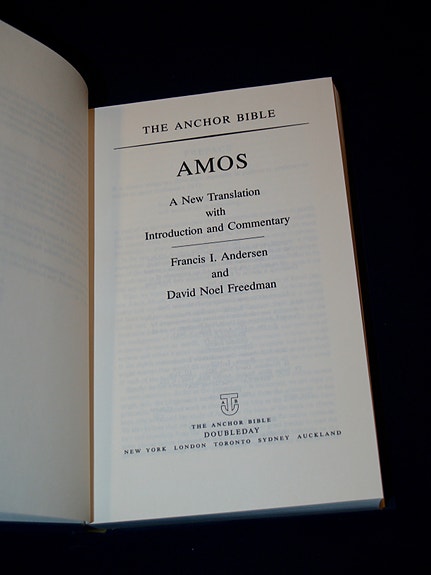 THE ANCHOR BIBLE
AMOS
A New Translation
with
Introduction and Commentary
Francis I. Andersen
and
David Noel Freedman
A B
THE ANCHOR BIBLE
DOUBLEDAY
NEW YORK LONDON TORONTO SYDNEY AUCKLAND